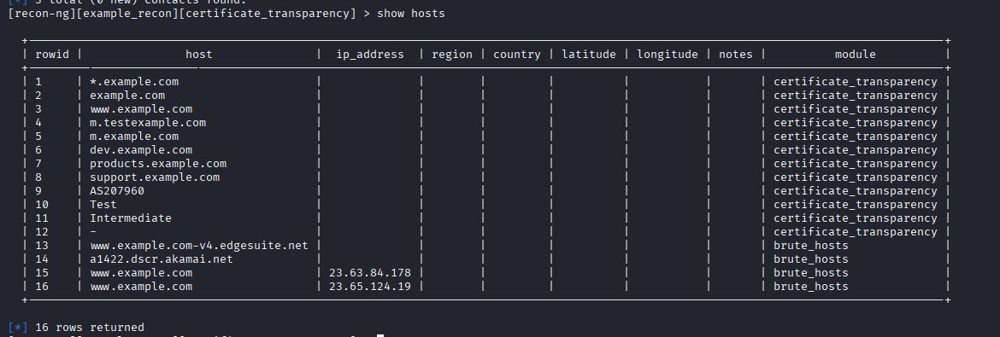 [*] 3 total (0 new) contacts found.
[recon-ng][example_recon][certificate_transparency] > show hosts
| rowid | host | ip_address | region | country | latitude | longitude | notes | module |
| 1 | *.example.com | | | | | | | certificate_transparency |
| 2 | example.com | | | | | | | certificate_transparency |
| 3 | www.example.com | | | | | | | certificate_transparency |
| 4 | m.testexample.com | | | | | | | certificate_transparency |
| 5 | m.example.com | | | | | | | certificate_transparency |
| 6 | dev.example.com | | | | | | | certificate_transparency |
| 7 | products.example.com | | | | | | | certificate_transparency |
| 8 | support.example.com | | | | | | | certificate_transparency |
| 9 | AS207960 | | | | | | | certificate_transparency |
| 10 | Test | | | | | | | certificate_transparency |
| 11 | Intermediate | | | | | | | certificate_transparency |
| 12 | - | | | | | | | certificate_transparency |
| 13 | www.example.com-v4.edgesuite.net | | | | | | | brute_hosts |
| 14 | a1422.dscr.akamai.net | | | | | | | brute_hosts |
| 15 | www.example.com | 23.63.84.178 | | | | | | brute_hosts |
| 16 | www.example.com | 23.65.124.19 | | | | | | brute_hosts |
[*] 16 rows returned